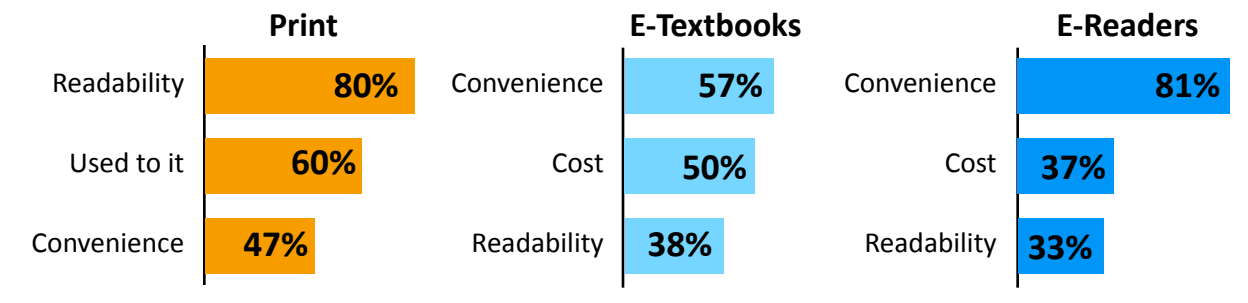 Print
Readability 80%
Used to it 60%
Convenience 47%
E-Textbooks
Convenience 57%
Cost 50%
Readability 38%
E-Readers
Convenience 81%
Cost 37%
Readability 33%